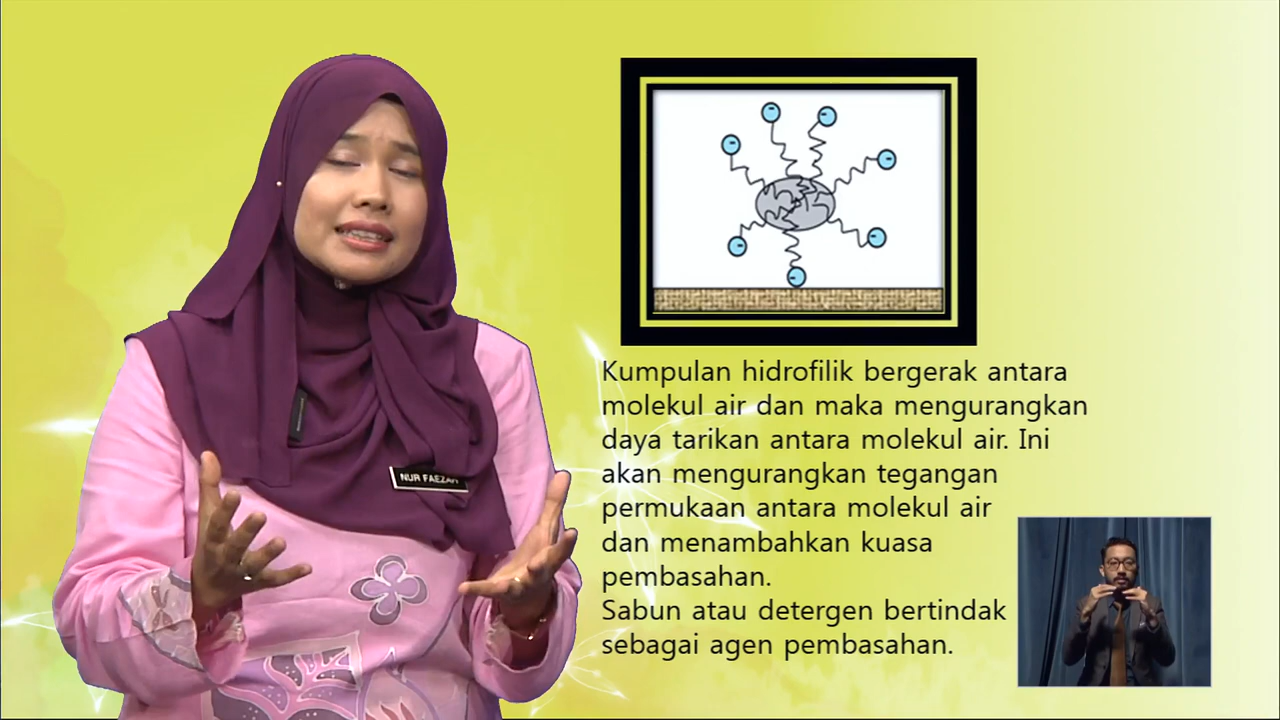 NUR FAEZAH
Kumpulan hidrofilik bergerak antara
molekul air dan maka mengurangkan
daya tarikan antara molekul air. Ini
akan mengurangkan tegangan
permukaan antara molekul air
dan menambahkan kuasa
pembasahan.
Sabun atau detergen bertindak
sebagai agen pembasahan.